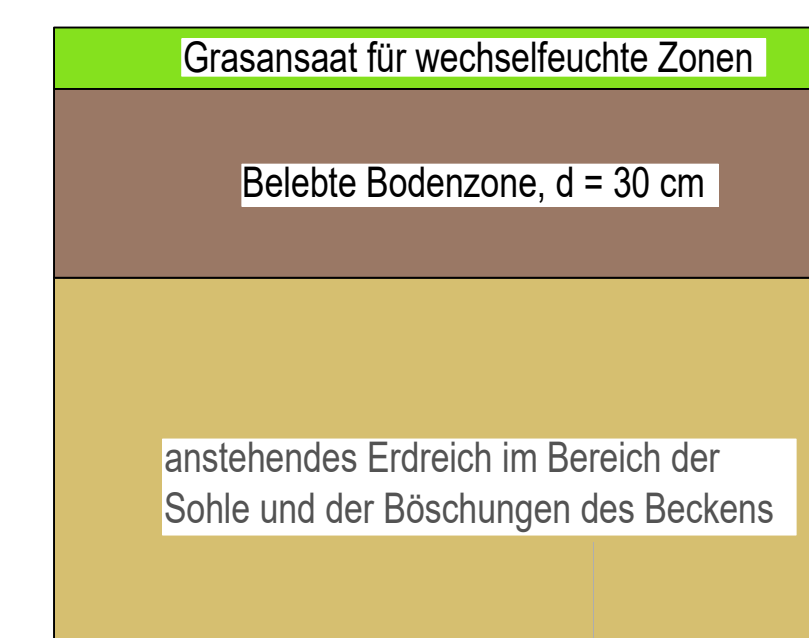 Grasansaat für wechselfeuchte Zonen
Belebte Bodenzone, d = 30 cm
anstehendes Erdreich im Bereich der
Sohle und der Böschungen des Beckens